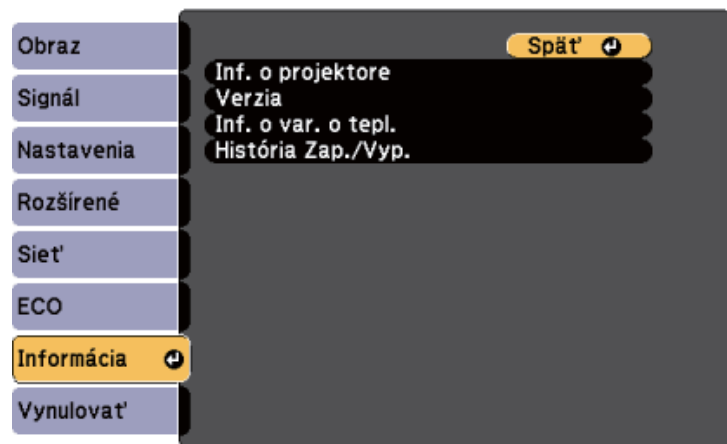 Obraz
Signál
Nastavenia
Rozšírené
Sieť
ECO
Informácia
Vynulovať
Späť
Inf. o projektore
Verzia
Inf. o var. o tepl.
História Zap./Vyp.